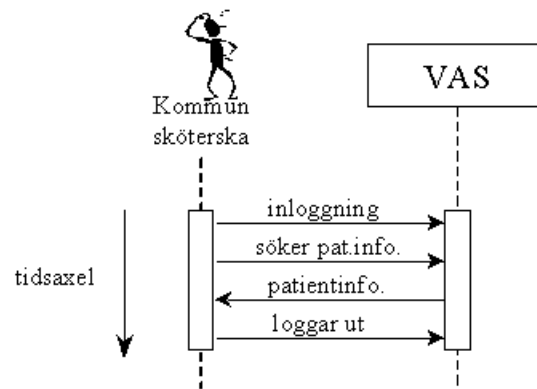 VAS
Kommun
sköterska
inloggning
söker pat.info.
tidsaxel
patientinfo.
loggar ut